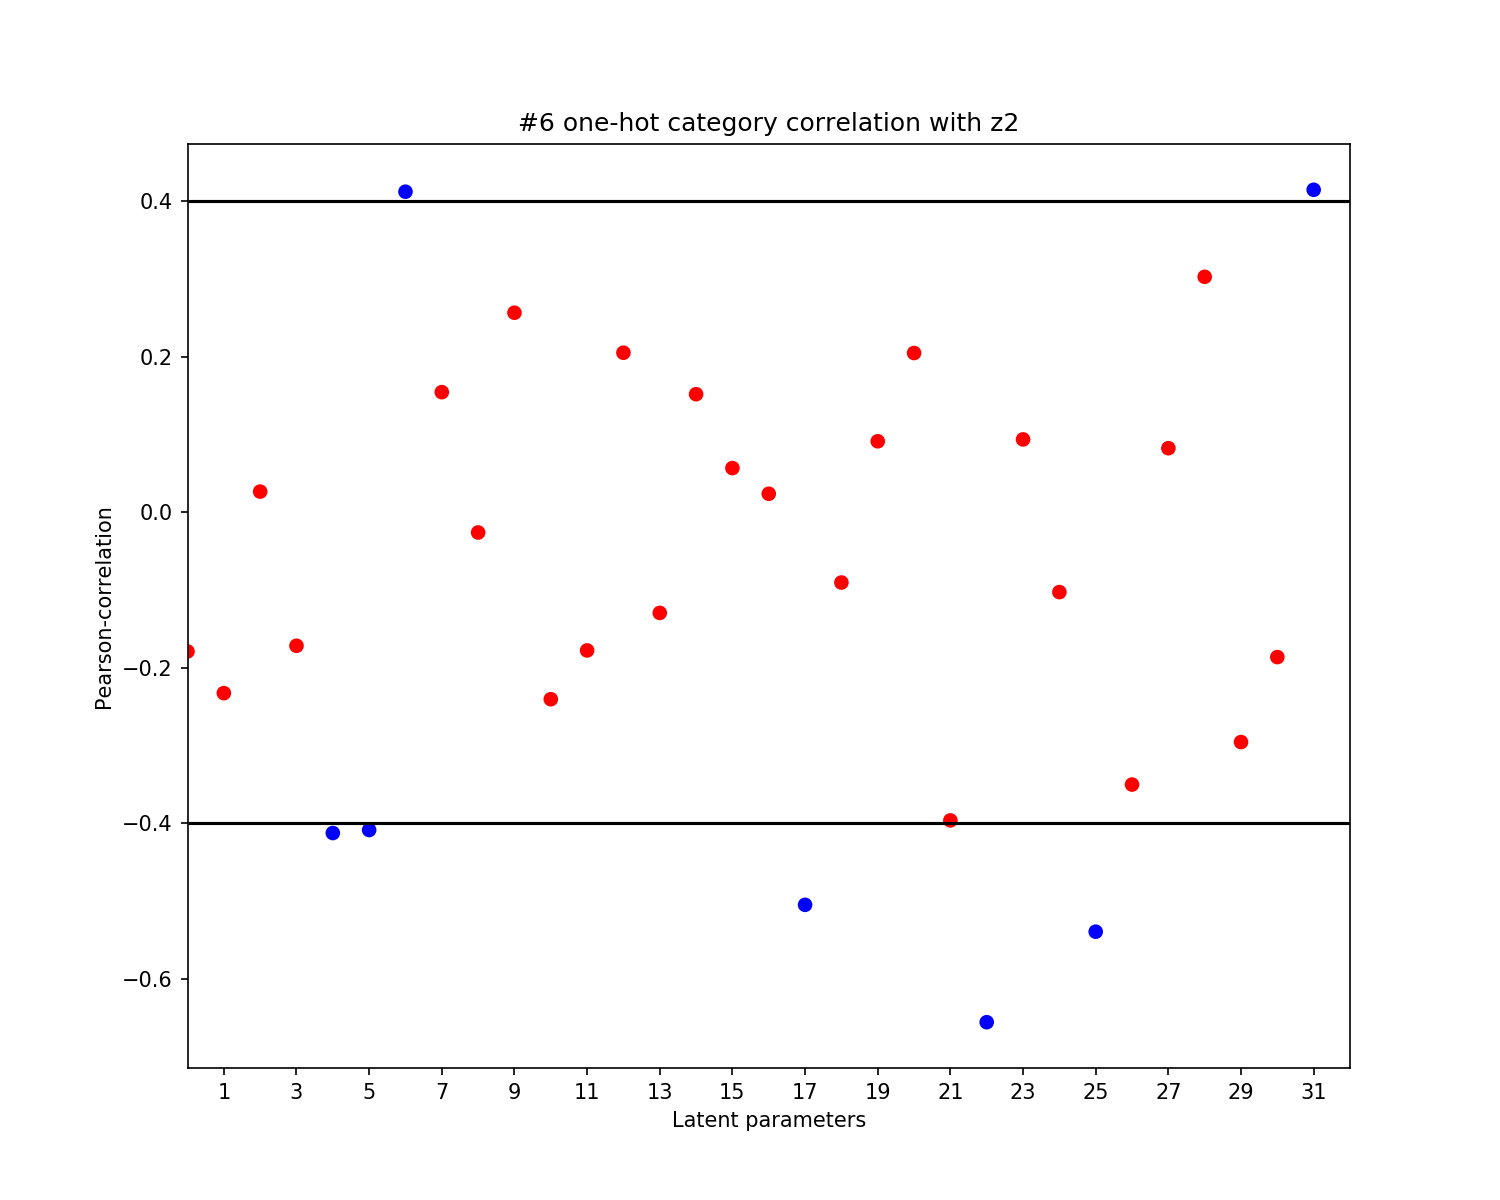 #6 one-hot category correlation with z2
0.4
0.2
0.0
−0.2
−0.4
−0.6
Pearson-correlation
1 3 5 7 9 11 13 15 17 19 21 23 25 27 29 31
Latent parameters